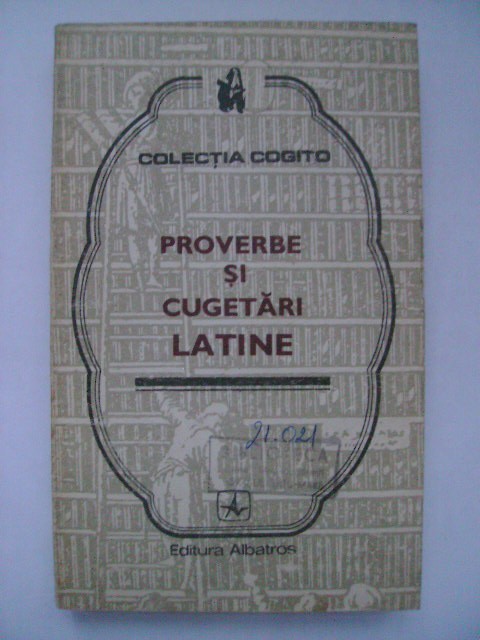 COLECȚIA COGITO
PROVERBE
ȘI
CUGETĂRI
LATINE
21.021
Editura Albatros